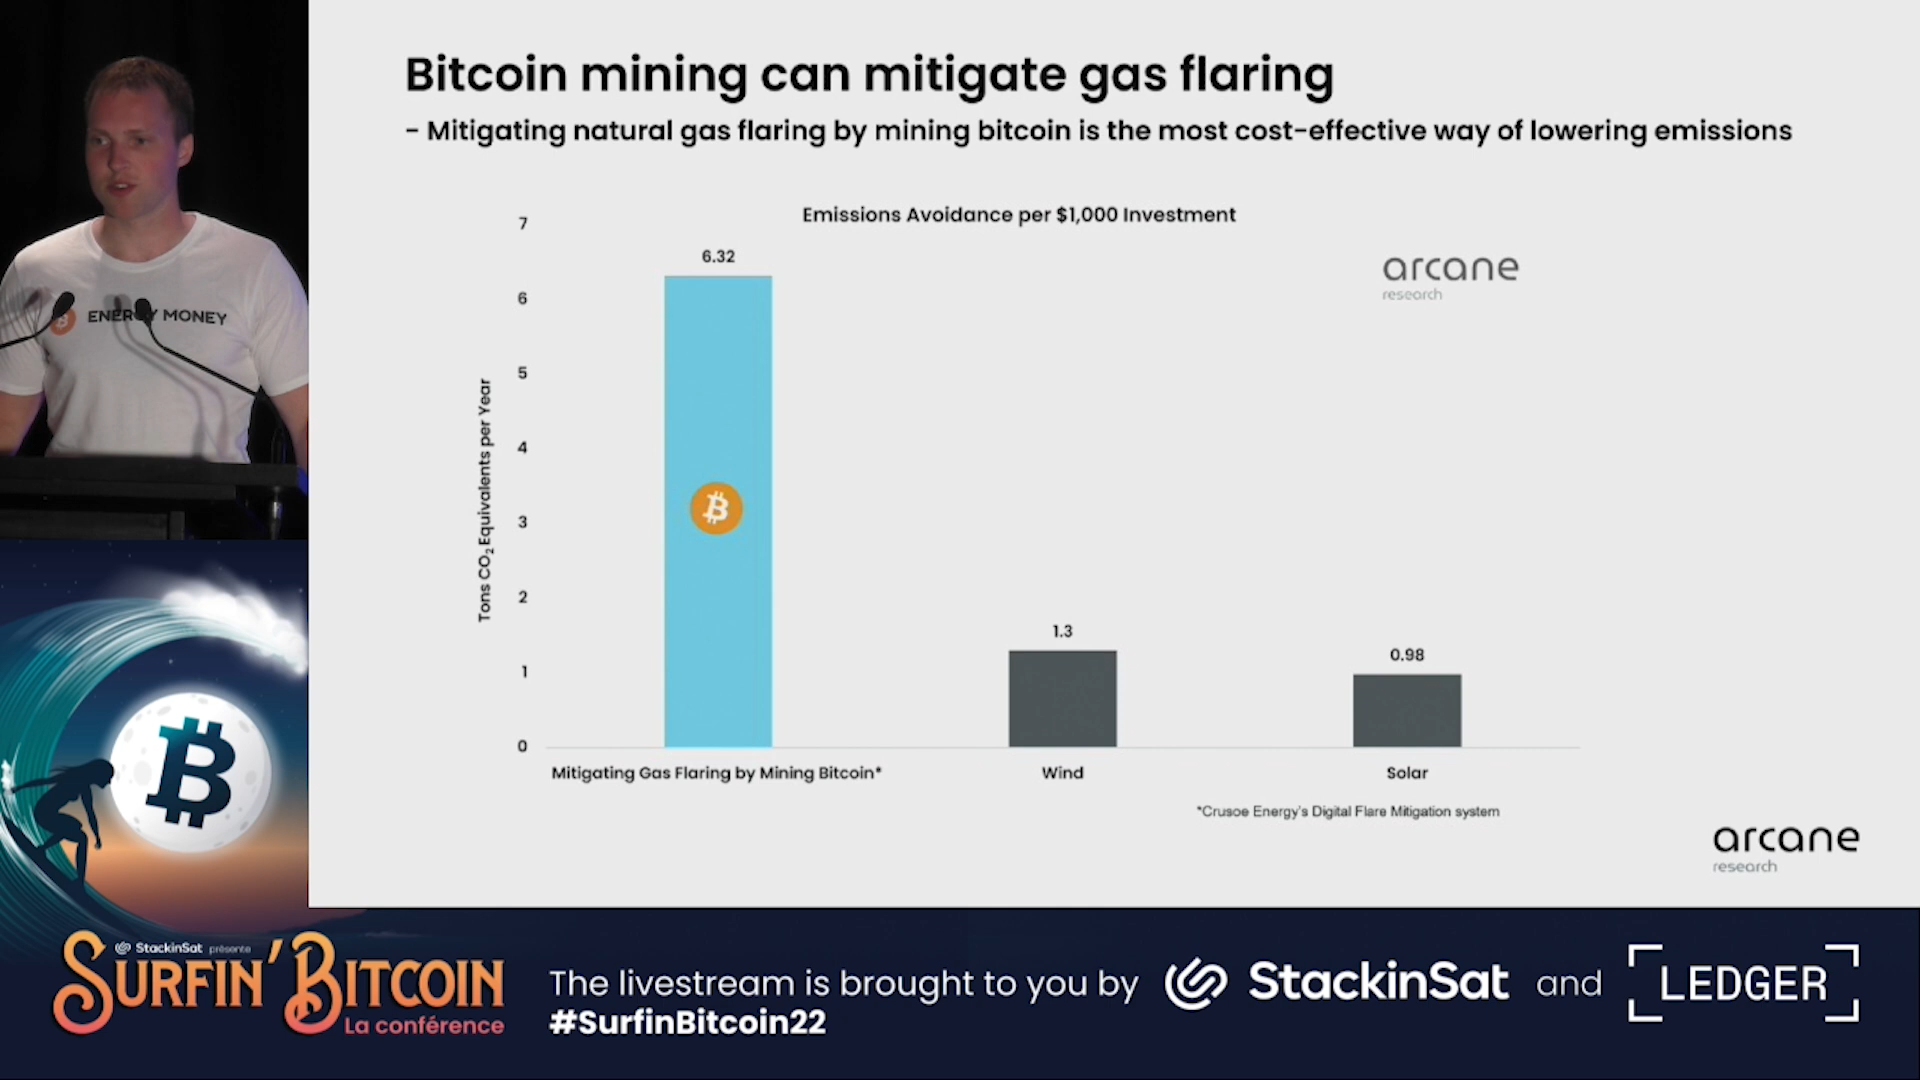 Bitcoin mining can mitigate gas flaring
- Mitigating natural gas flaring by mining bitcoin is the most cost-effective way of lowering emissions
Emissions Avoidance per $1,000 Investment
arcane
research
Tons CO₂ Equivalents per Year
7
6
5
4
3
2
1
0
6.32
1.3
0.98
Mitigating Gas Flaring by Mining Bitcoin*
Wind
Solar
*Crusoe Energy's Digital Flare Mitigation system
arcane
research
ENERGY MONEY
StackinSat présente
SURFIN' BITCOIN
La conférence
The livestream is brought to you by StackinSat and LEDGER
#SurfinBitcoin22